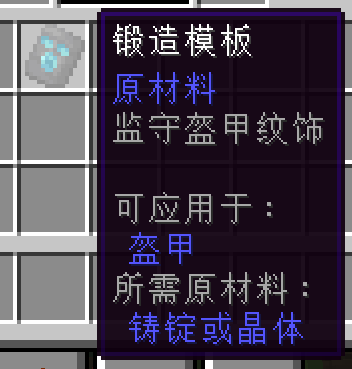 锻造模板
原材料
监守盔甲纹饰
可应用于：
盔甲
所需原材料：
铸锭或晶体